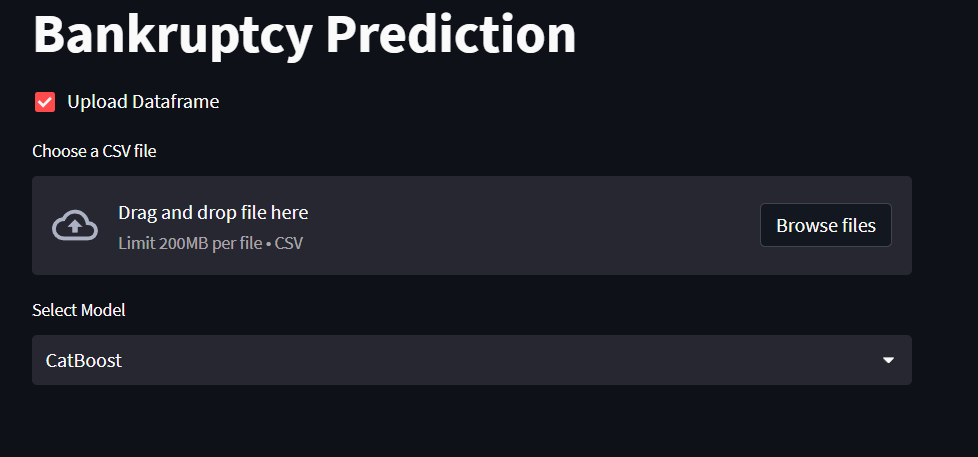 Bankruptcy Prediction
Upload Dataframe
Choose a CSV file
Drag and drop file here
Limit 200MB per file • CSV
Browse files
Select Model
CatBoost